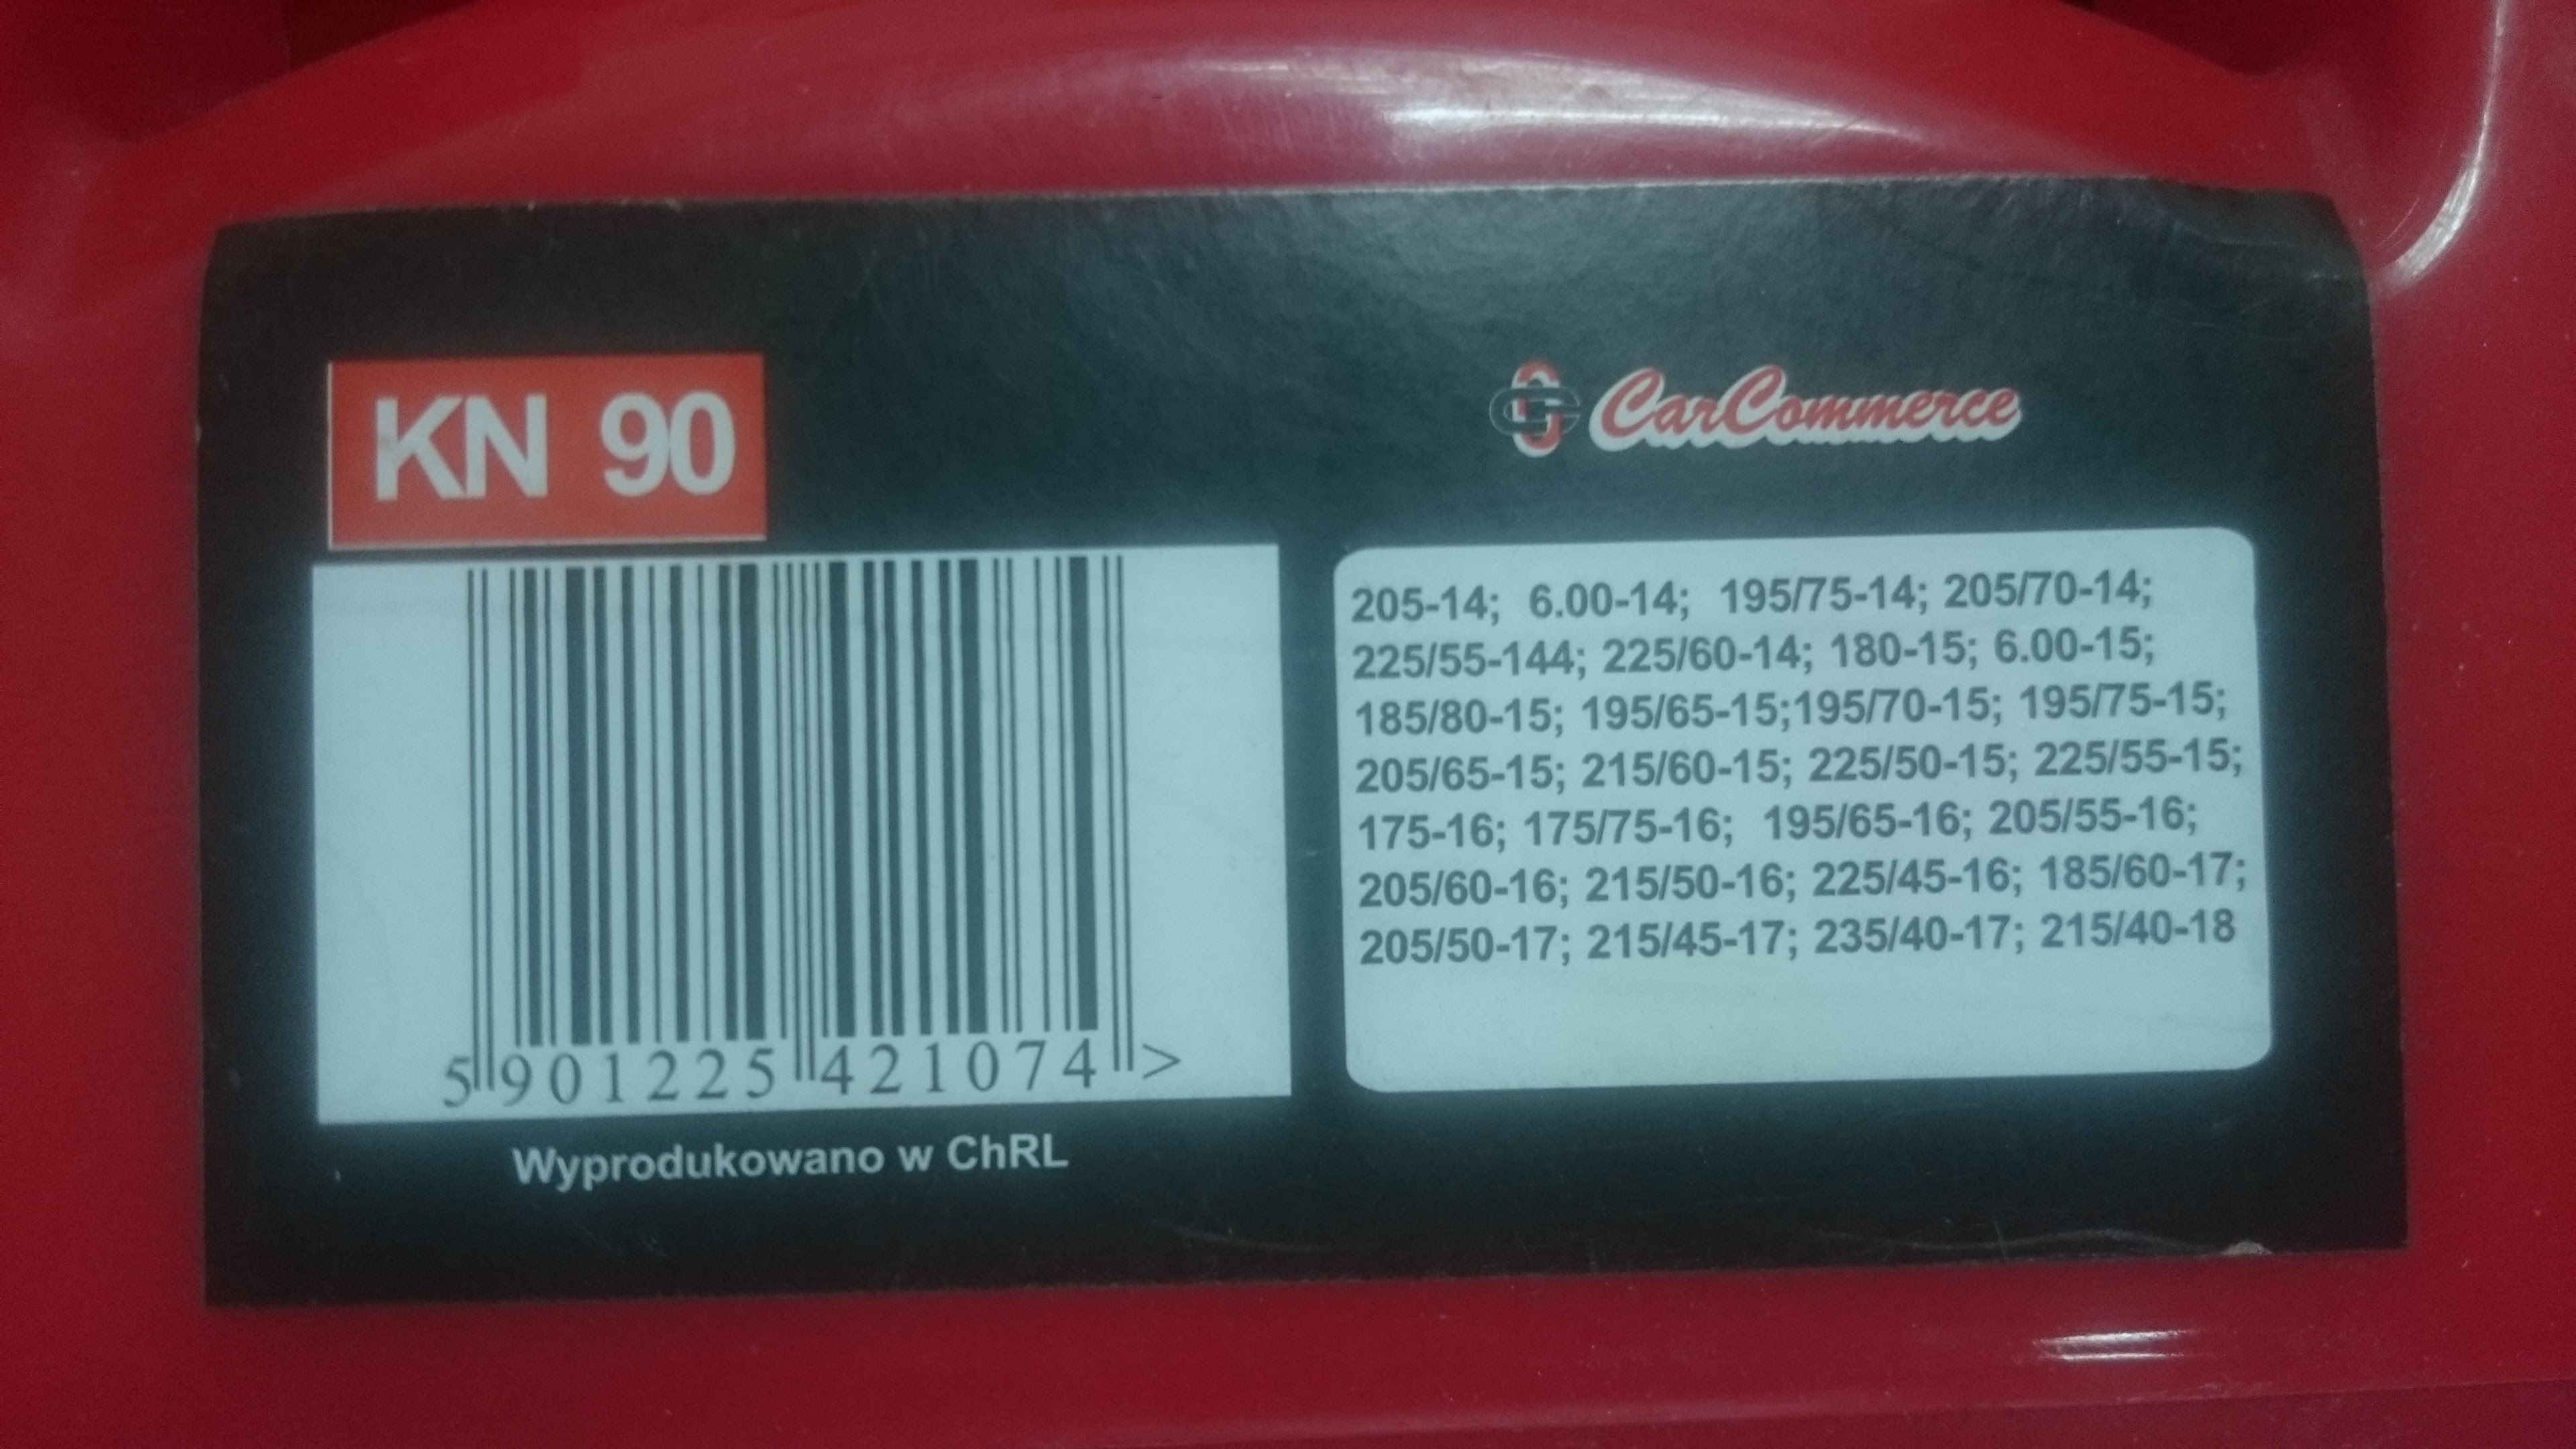 KN 90
CarCommerce
5 901225 421074 >
Wyprodukowano w ChRL
205-14; 6.00-14; 195/75-14; 205/70-14;
225/55-144; 225/60-14; 180-15; 6.00-15;
185/80-15; 195/65-15;195/70-15; 195/75-15;
205/65-15; 215/60-15; 225/50-15; 225/55-15;
175-16; 175/75-16; 195/65-16; 205/55-16;
205/60-16; 215/50-16; 225/45-16; 185/60-17;
205/50-17; 215/45-17; 235/40-17; 215/40-18